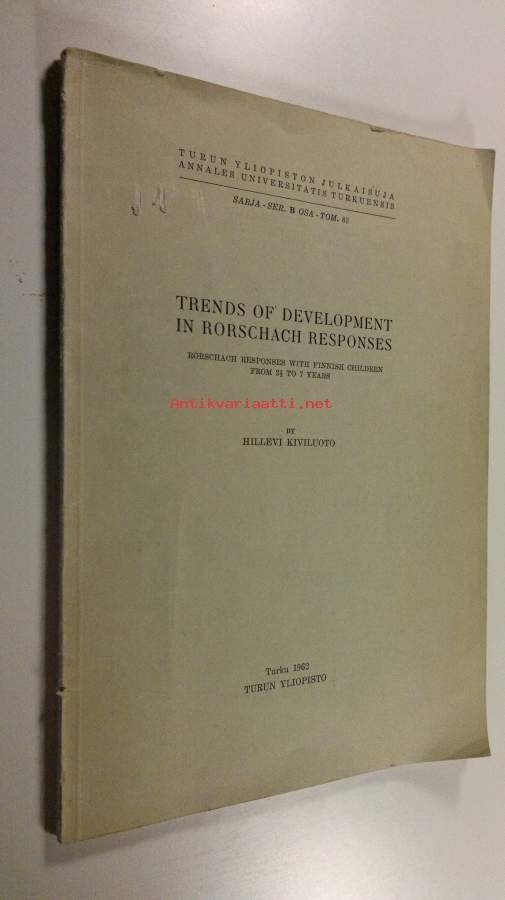 TURUN YLIOPISTON JULKAISUJA
ANNALES UNIVERSITATIS TURKUENSIS
SARJA - SER. B OSA - TOM. 83
TRENDS OF DEVELOPMENT
IN RORSCHACH RESPONSES
RORSCHACH RESPONSES WITH FINNISH CHILDREN
FROM 2½ TO 7 YEARS
Antikvariaatti.net
BY
HILLEVI KIVILUOTO
Turku 1962
TURUN YLIOPISTO